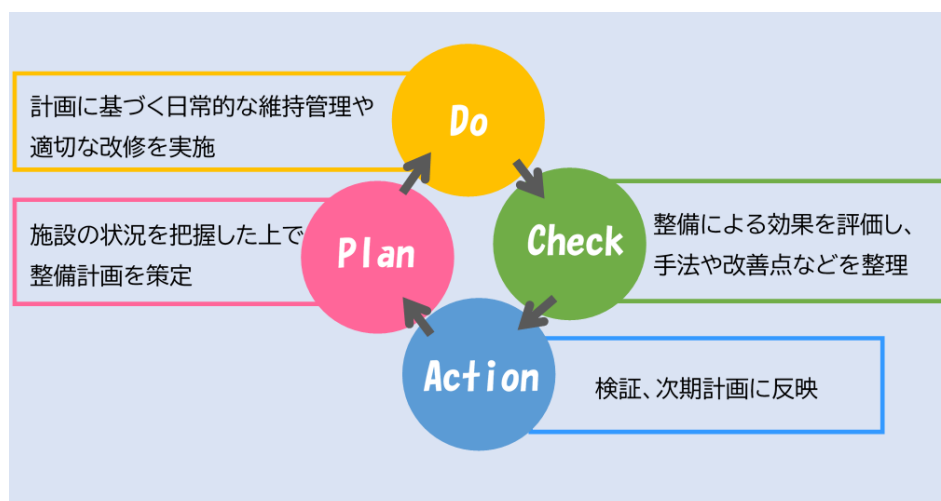 Do
計画に基づく日常的な維持管理や
適切な改修を実施
Plan
施設の状況を把握した上で
整備計画を策定
Check
整備による効果を評価し、
手法や改善点などを整理
Action
検証、次期計画に反映